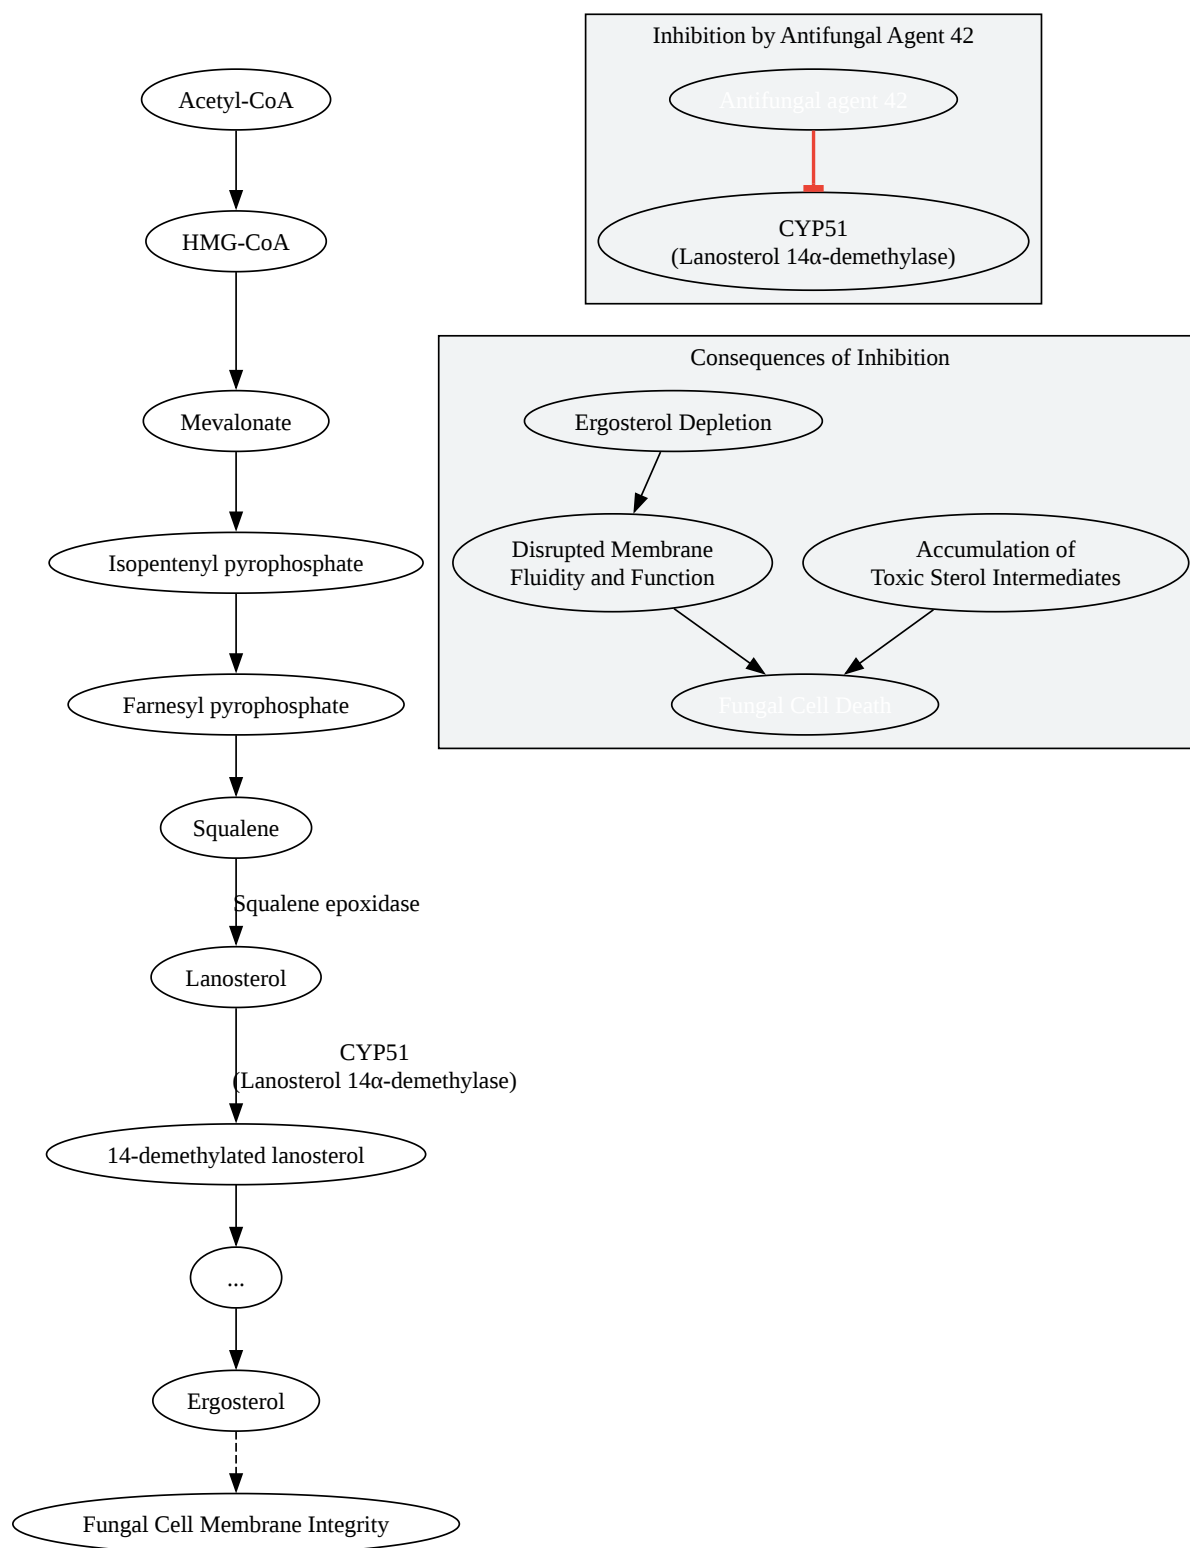 Acetyl-CoA
HMG-CoA
Mevalonate
Isopentenyl pyrophosphate
Farnesyl pyrophosphate
Squalene
Squalene epoxidase
Lanosterol
CYP51
(Lanosterol 14α-demethylase)
14-demethylated lanosterol
...
Ergosterol
Fungal Cell Membrane Integrity
Inhibition by Antifungal Agent 42
Antifungal agent 42
CYP51
(Lanosterol 14α-demethylase)
Consequences of Inhibition
Ergosterol Depletion
Disrupted Membrane
Fluidity and Function
Accumulation of
Toxic Sterol Intermediates
Fungal Cell Death